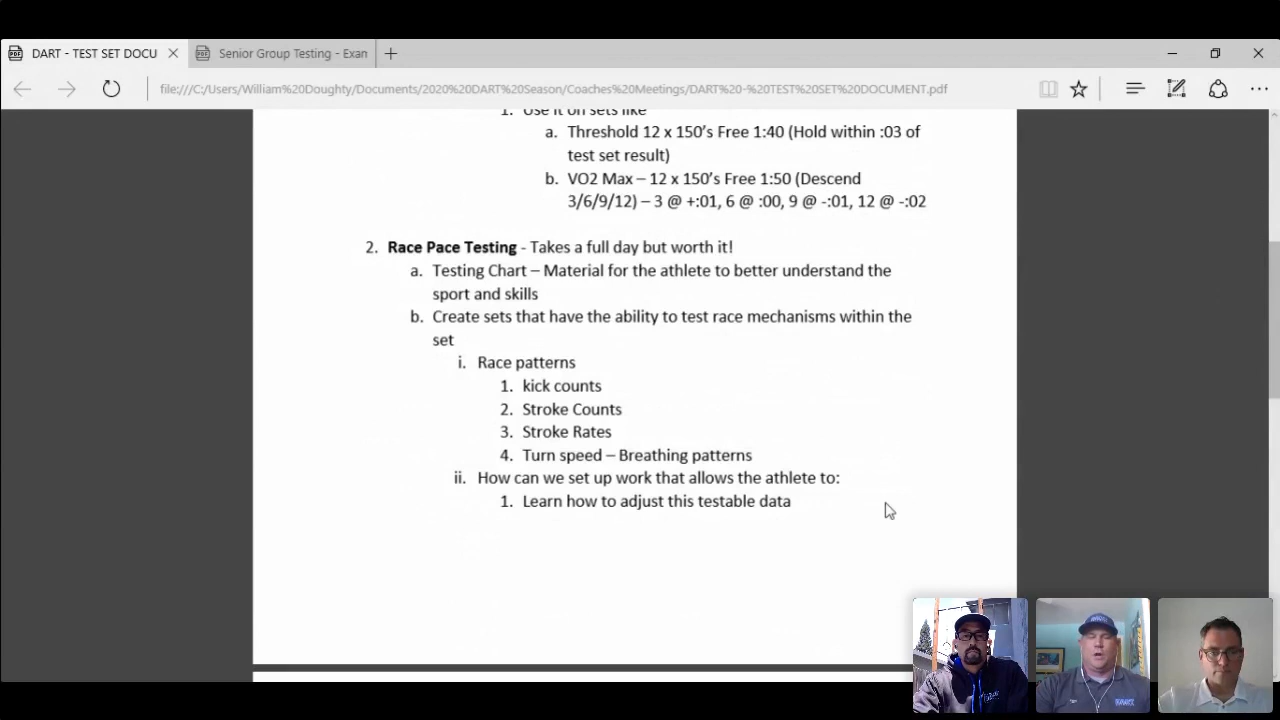 DART - TEST SET DOCU
Senior Group Testing - Exan
file:///C:/Users/William%20Doughty/Documents/2020%20DART%20Season/Coaches%20Meetings/DART%20-%20TEST%20SET%20DOCUMENT.pdf
1. Use it on sets like
a. Threshold 12 x 150's Free 1:40 (Hold within :03 of
test set result)
b. VO2 Max – 12 x 150's Free 1:50 (Descend
3/6/9/12) – 3 @ +:01, 6 @ :00, 9 @ -:01, 12 @ -:02
2. Race Pace Testing - Takes a full day but worth it!
a. Testing Chart – Material for the athlete to better understand the
sport and skills
b. Create sets that have the ability to test race mechanisms within the
set
i. Race patterns
1. kick counts
2. Stroke Counts
3. Stroke Rates
4. Turn speed – Breathing patterns
ii. How can we set up work that allows the athlete to:
1. Learn how to adjust this testable data